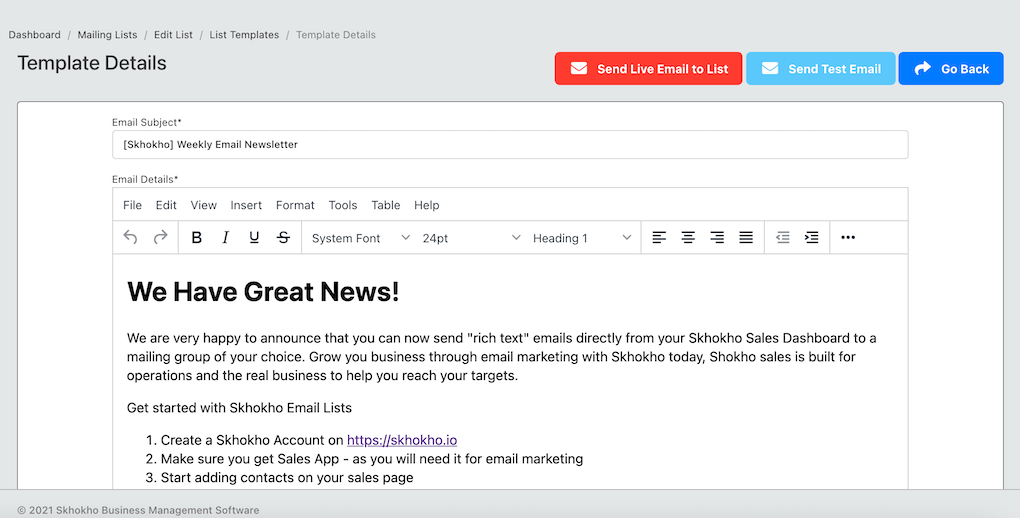 Dashboard / Mailing Lists / Edit List / List Templates / Template Details
Template Details
Send Live Email to List Send Test Email Go Back
Email Subject*
[Skhokho] Weekly Email Newsletter
Email Details*
File Edit View Insert Format Tools Table Help
B I U S System Font 24pt Heading 1
We Have Great News!
We are very happy to announce that you can now send "rich text" emails directly from your Skhokho Sales Dashboard to a
mailing group of your choice. Grow you business through email marketing with Skhokho today, Shokho sales is built for
operations and the real business to help you reach your targets.
Get started with Skhokho Email Lists
1. Create a Skhokho Account on https://skhokho.io
2. Make sure you get Sales App - as you will need it for email marketing
3. Start adding contacts on your sales page
© 2021 Skhokho Business Management Software